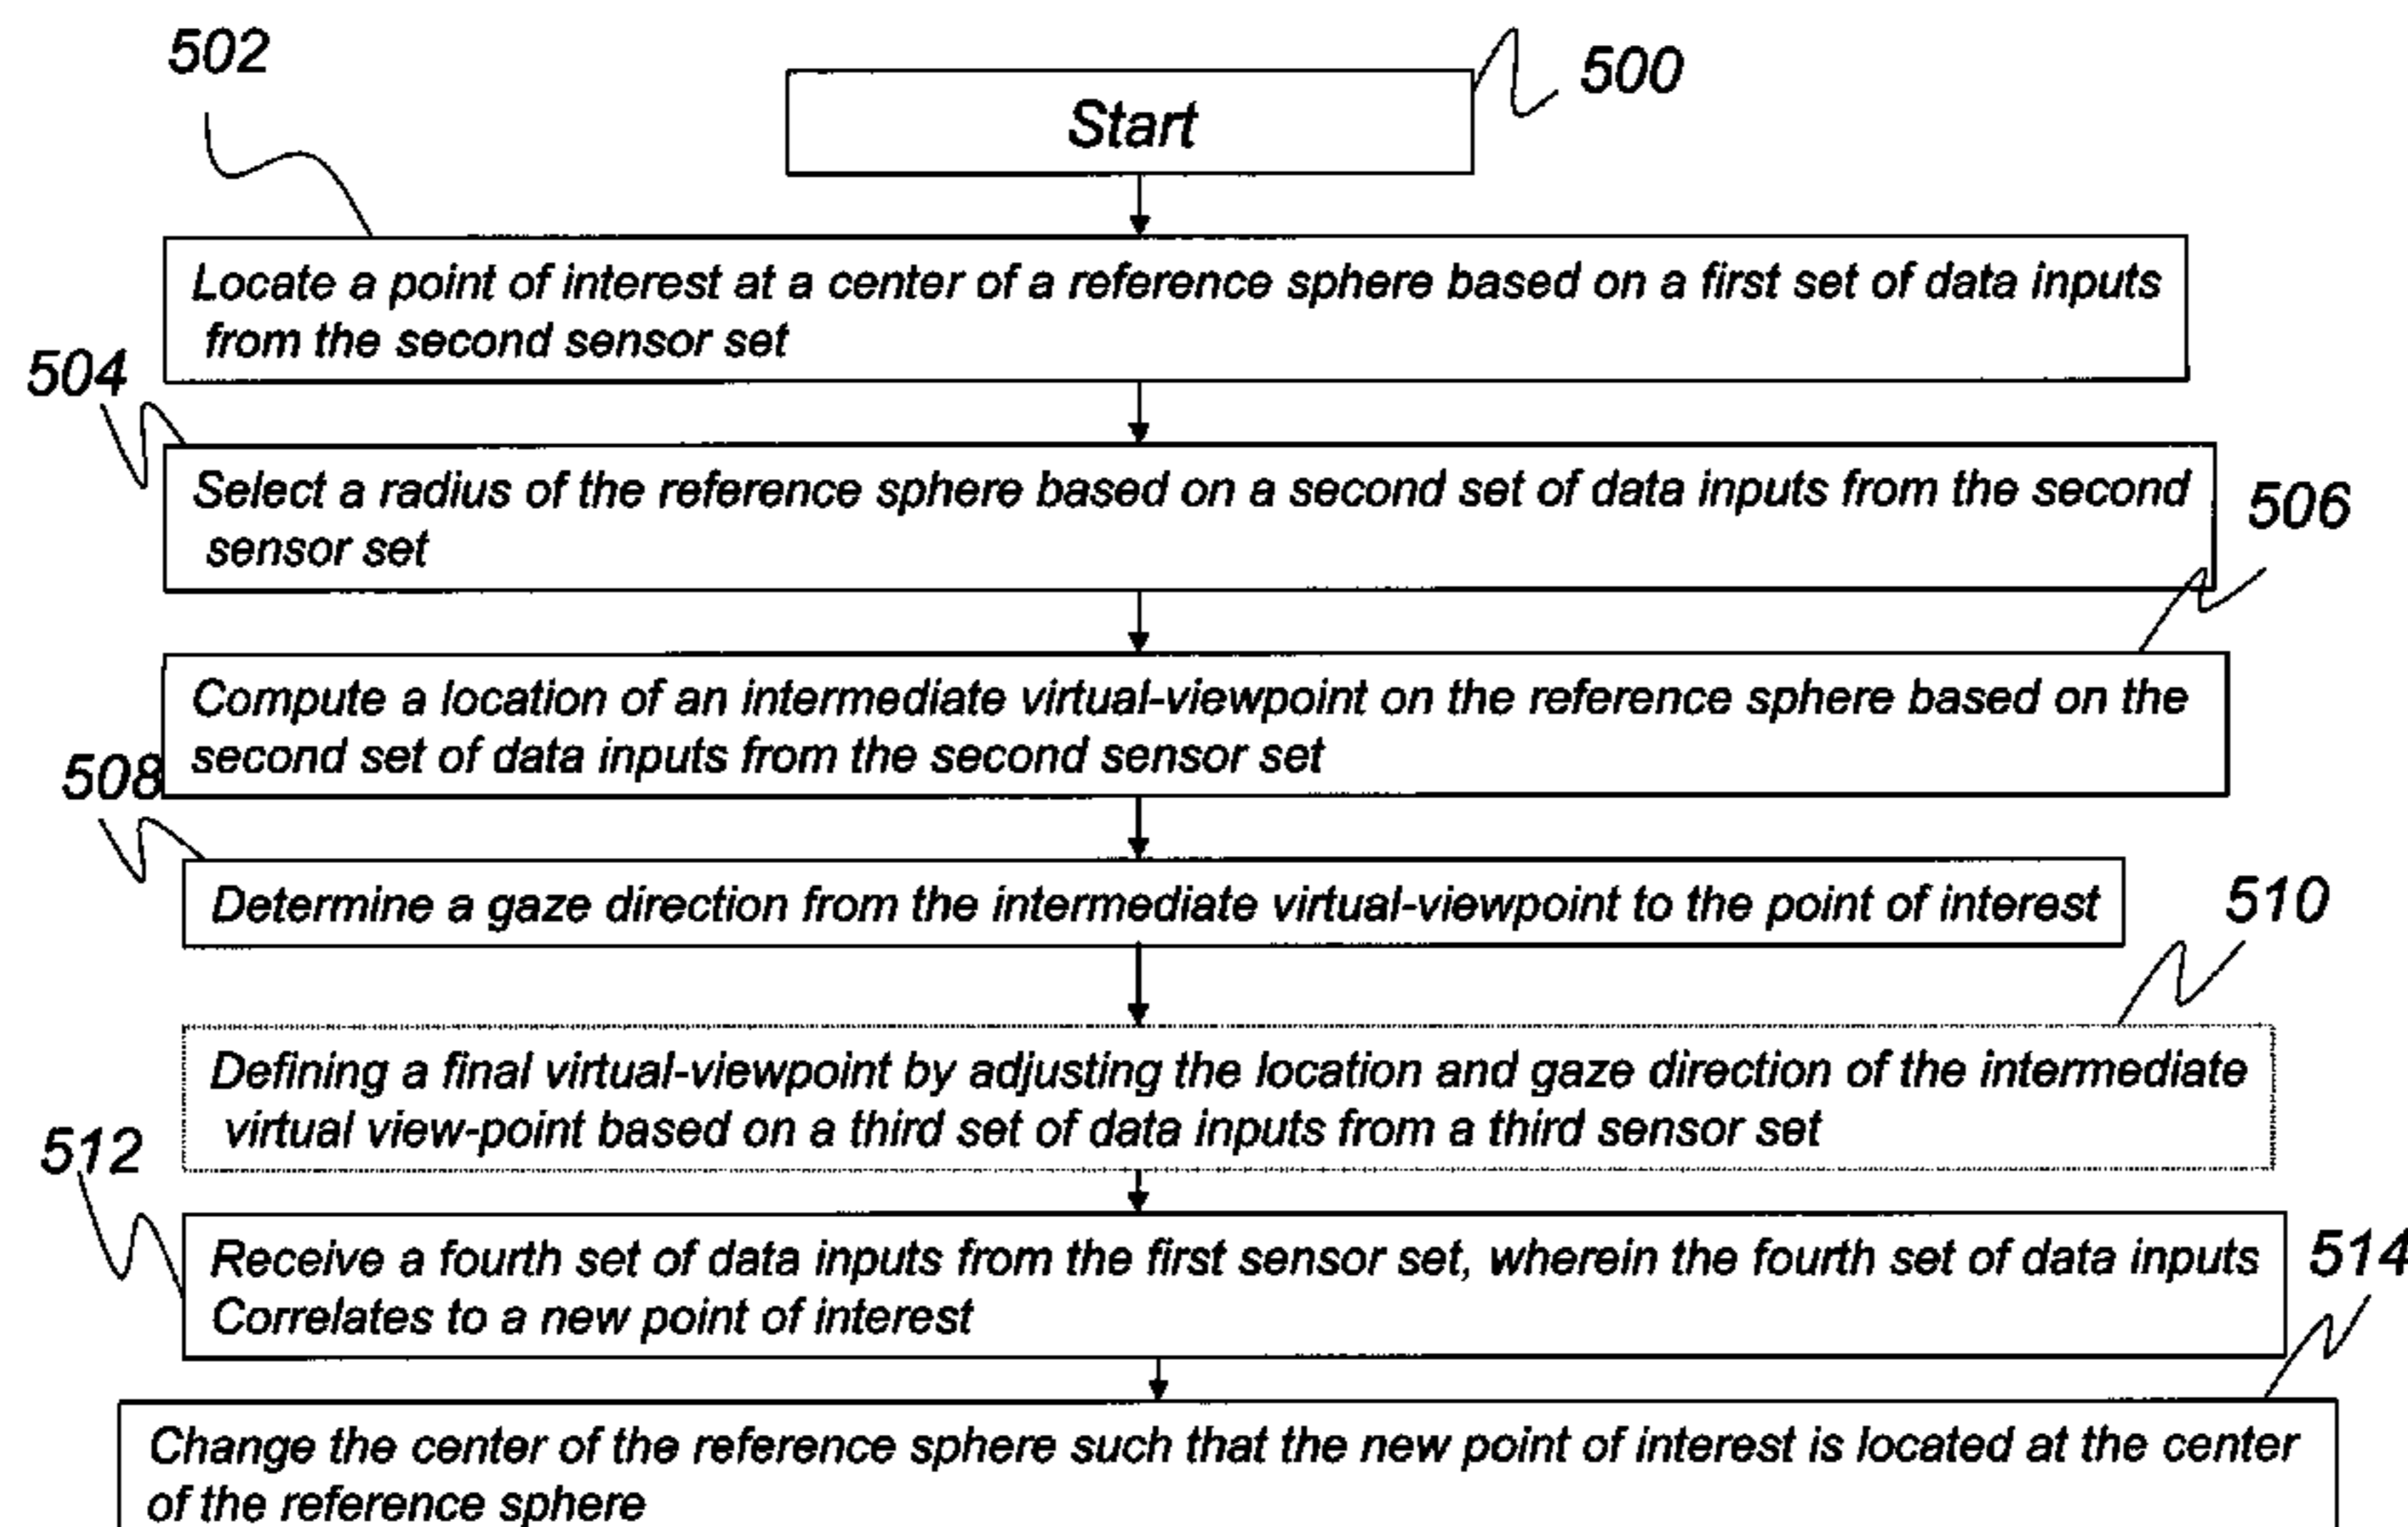 502
500
Start
Locate a point of interest at a center of a reference sphere based on a first set of data inputs
from the second sensor set
504
Select a radius of the reference sphere based on a second set of data inputs from the second
sensor set
506
Compute a location of an intermediate virtual-viewpoint on the reference sphere based on the
second set of data inputs from the second sensor set
508
Determine a gaze direction from the intermediate virtual-viewpoint to the point of interest
510
Defining a final virtual-viewpoint by adjusting the location and gaze direction of the intermediate
virtual view-point based on a third set of data inputs from a third sensor set
512
Receive a fourth set of data inputs from the first sensor set, wherein the fourth set of data inputs
Correlates to a new point of interest
514
Change the center of the reference sphere such that the new point of interest is located at the center
of the reference sphere